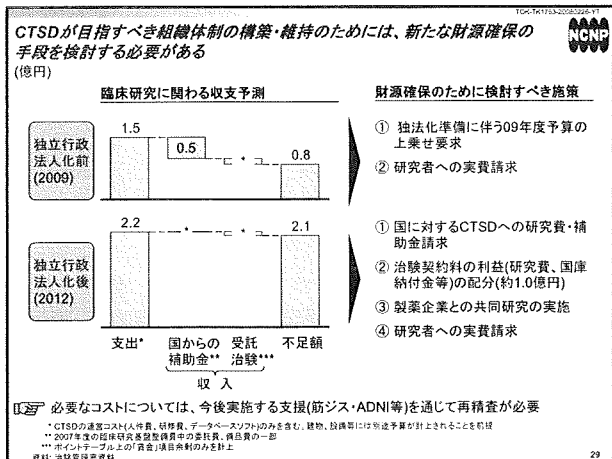 CTSDが目指すべき組織体制の構築・維持のためには、新たな財源確保の
手段を検討する必要がある
(億円)
NCNP
臨床研究に関わる収支予測
財源確保のために検討すべき施策
独立行政
法人化前
(2009)
1.5
0.5
*
0.8
① 独法化準備に伴う09年度予算の
上乗せ要求
② 研究者への実費請求
独立行政
法人化後
(2012)
2.2
*
*
2.1
① 国に対するCTSDへの研究費・補
助金請求
② 治験契約料の利益(研究費、国庫
納付金等)の配分(約1.0億円)
③ 製薬企業との共同研究の実施
④ 研究者への実費請求
支出*
国からの
補助金**
受託
治験***
不足額
収 入
必要なコストについては、今後実施する支援(筋ジス・ADNI等)を通じて再精査が必要
* CTSDの運営コスト(人件費、研修費、データベースソフト)のみを含む、建物、設備等には別途予算が計上されることを前提
** 2007年度の臨床研究基盤整備費中の委託費、備品費の一部
*** ポイントテーブル上の「賃金」項目余剰のみを計上
資料: 治験管理室資料
29